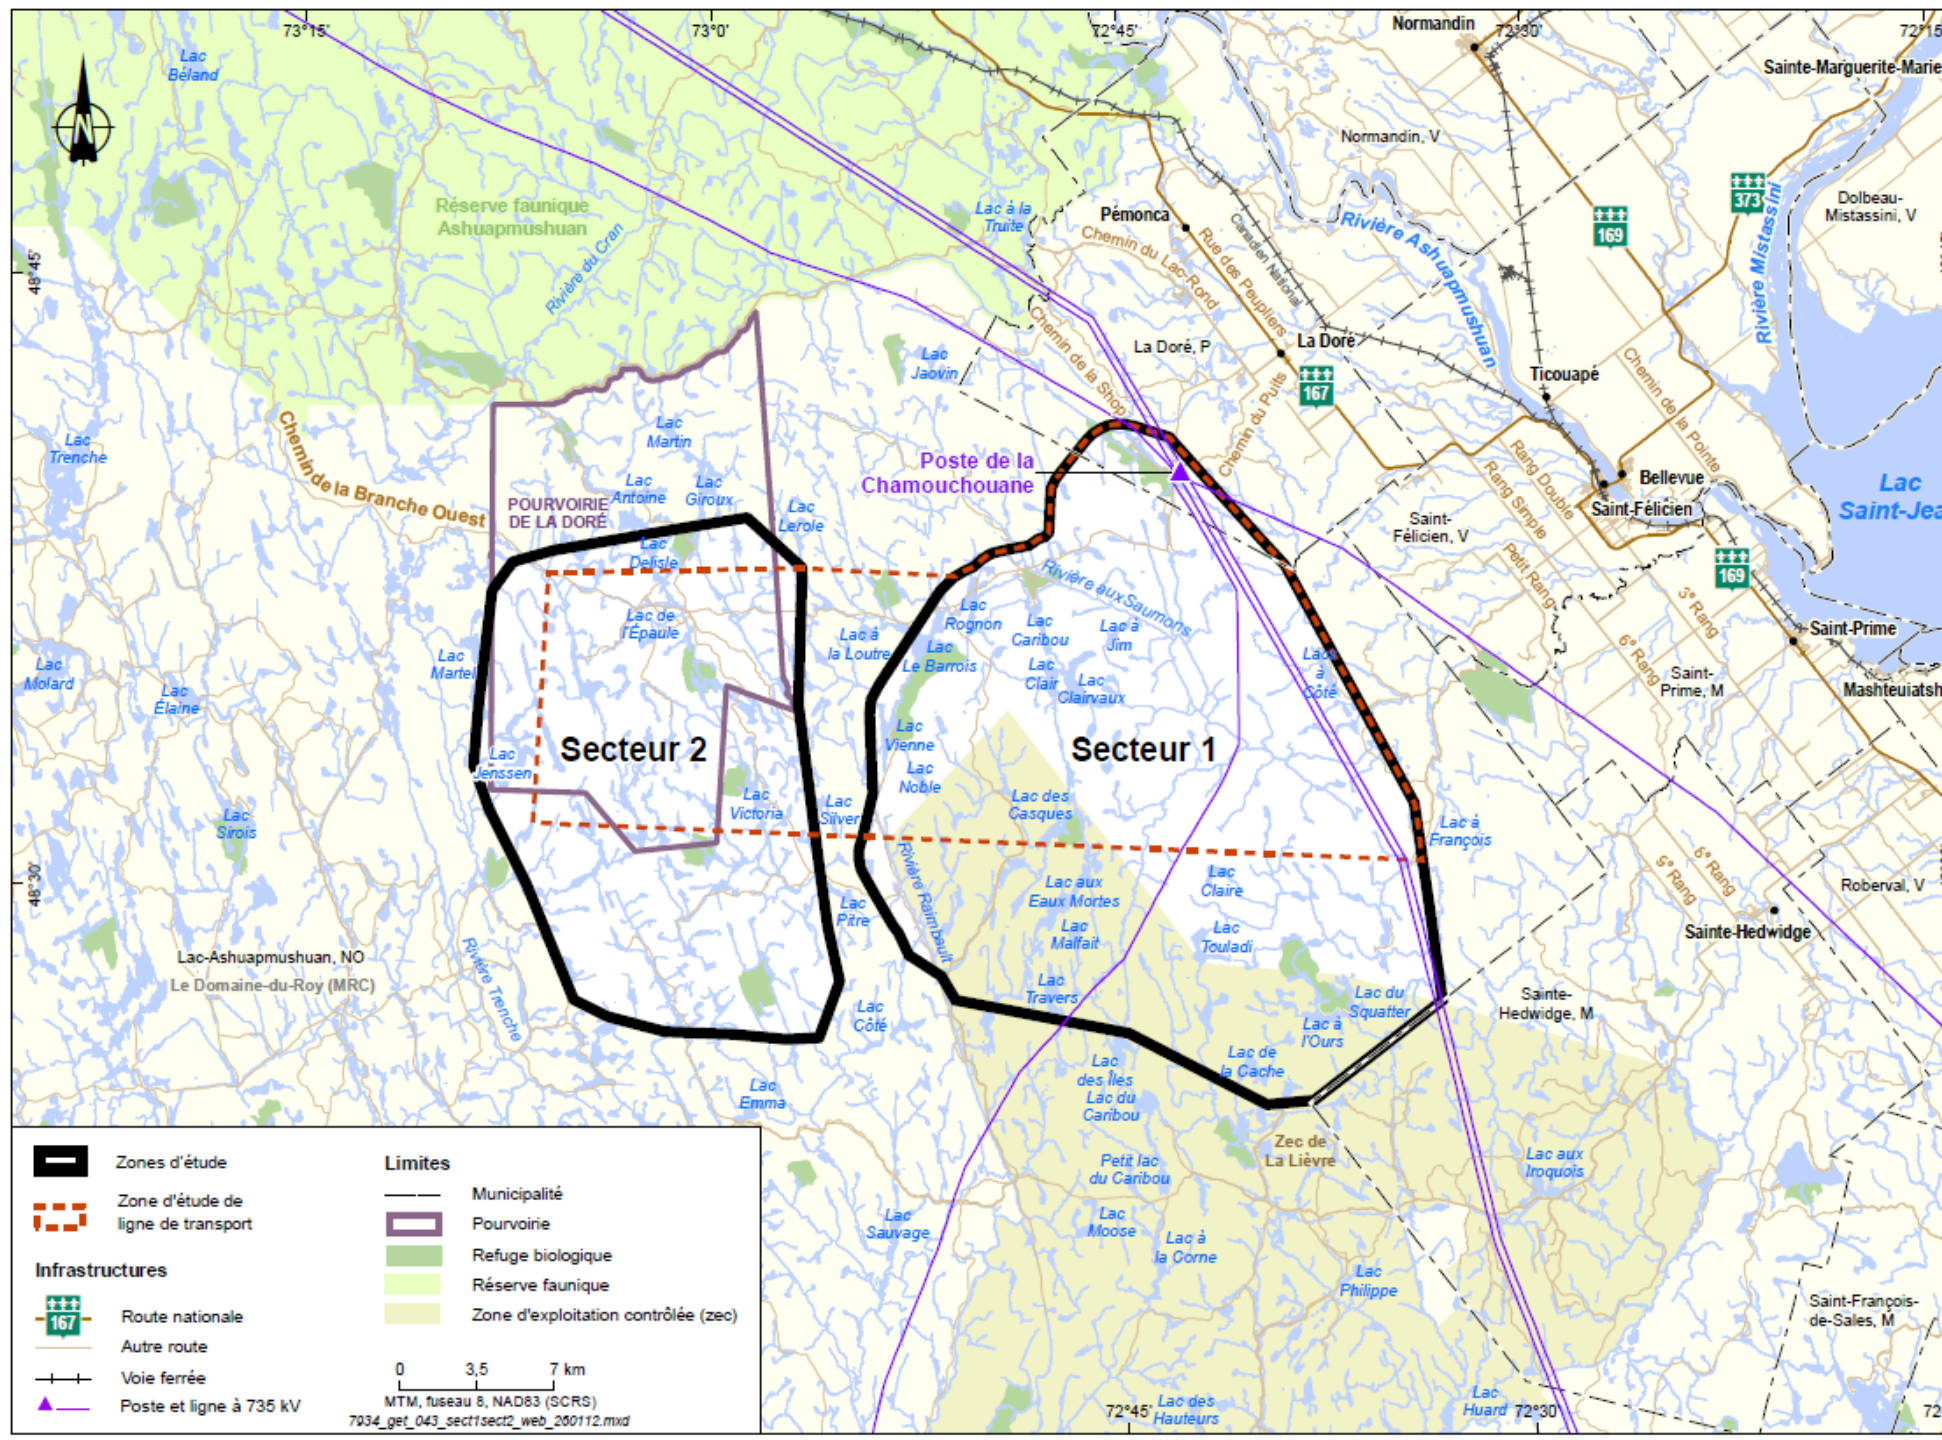 73°15'
73°0'
72°45'
72°30'
72°15'
Normandin
Sainte-Marguerite-Marie
Lac
Béland
N
Normandin, V
Réserve faunique
Ashuapmushuan
Rivière du Cran
Lac à la
Truite
Pémonca
Chemin du Lac-Rond
Rue des Peupliers
Canadien National
Rivière Ashuapmushuan
169
373
Rivière Mistassini
Dolbeau-
Mistassini, V
48°45'
Chemin de la Shop
La Doré, P
La Doré
167
Chemin du Puits
Ticouapé
Chemin de la Pointe
Lac
Jaovin
Lac
Trenche
Chemin de la Branche Ouest
Lac
Martin
Lac
Antoine
Lac
Giroux
POURVOIRIE
DE LA DORÉ
Lac
Lerole
Poste de la
Chamouchouane
Rang Double
Rang Simple
Petit Rang
Bellevue
Saint-Félicien
Saint-
Félicien, V
Lac
Saint-Jea
169
Lac
Delisle
Rivière aux Saumons
Lac de
l'Épaule
Lac
Rognon
Lac
Caribou
Lac à
Jim
Lac à
la Loutre
Lac
Le Barrois
Lac
Clair
Lac
Clairvaux
Lacs
à
Côté
3e Rang
6e Rang
Saint-Prime
Saint-
Prime, M
Mashteuiatsh
Lac
Martel
Lac
Molard
Lac
Élaine
Secteur 2
Secteur 1
Lac
Jenssen
Lac
Vienne
Lac
Noble
Lac
Victoria
Lac
Silver
Lac des
Casques
Lac
Sirois
Lac à
François
48°30'
Rivière Raimbault
Lac
Pitre
Lac aux
Eaux Mortes
Lac
Malfait
Lac
Claire
Lac
Touladi
5e Rang
Roberval, V
Sainte-Hedwidge
Lac-Ashuapmushuan, NO
Le Domaine-du-Roy (MRC)
Rivière Trenche
Lac
Travers
Lac
Côté
Lac du
Squatter
Lac à
l'Ours
Sainte-
Hedwidge, M
Lac de
la Cache
Lac
des Îles
Lac du
Caribou
Lac
Emma
Zec de
La Lièvre
Petit lac
du Caribou
Lac aux
Iroquois
Lac
Sauvage
Lac
Moose
Lac à
la Corne
Lac
Philippe
Saint-François-
de-Sales, M
Lac des
Hauteurs
Lac
Huard
72°45'
72°30'
72
Zones d'étude
Zone d'étude de
ligne de transport
Infrastructures
167
Route nationale
Autre route
Voie ferrée
Poste et ligne à 735 kV
Limites
Municipalité
Pourvoirie
Refuge biologique
Réserve faunique
Zone d'exploitation contrôlée (zec)
0 3,5 7 km
MTM, fuseau 8, NAD83 (SCRS)
7934_get_043_sect1sect2_web_260112.mxd